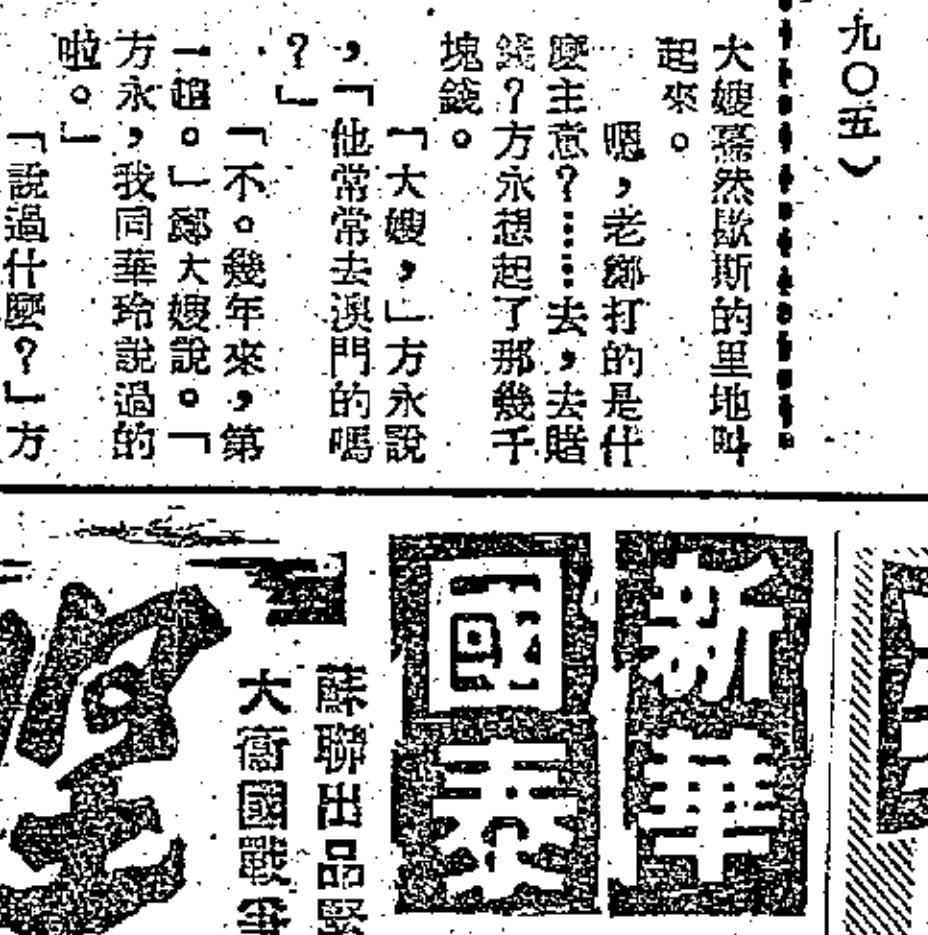 九〇五)
大嫂驀然歇斯的里地叫
起來。
嗯,老鄭打的是什
麼主意?……去,去賭
錢?方永想起了那幾千
塊錢。
「大嫂,」方永說
,「他常常去澳門的嗎
?」
「不。幾年來,第
一趟。」鄭大嫂說。「
方永,我同華玲說過的
啦。」
「說過什麼?」方
新華
國泰
蘇聯出品緊
大衛國戰爭